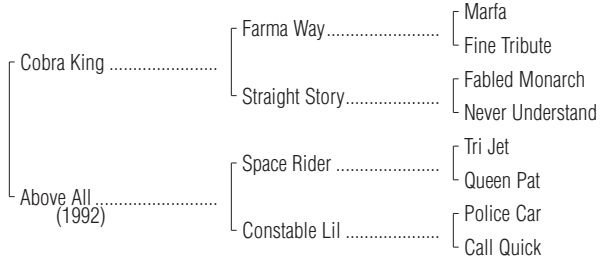 Marfa
Farma Way
Fine Tribute
Cobra King
Fabled Monarch
Straight Story
Never Understand
Tri Jet
Space Rider
Queen Pat
Above All
(1992)
Police Car
Constable Lil
Call Quick